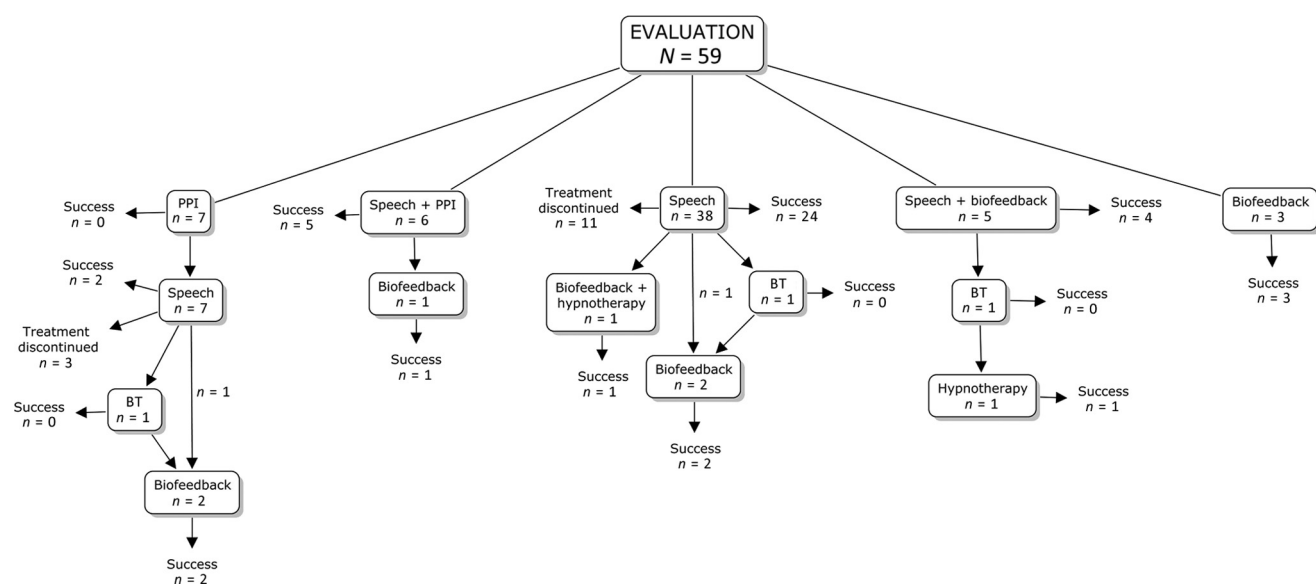 EVALUATION
N = 59
PPI
n = 7
Success
n = 0
Speech
n = 7
Success
n = 2
Treatment
discontinued
n = 3
BT
n = 1
Success
n = 0
n = 1
Biofeedback
n = 2
Success
n = 2
Speech + PPI
n = 6
Success
n = 5
Biofeedback
n = 1
Success
n = 1
Speech
n = 38
Treatment
discontinued
n = 11
Success
n = 24
Biofeedback +
hypnotherapy
n = 1
Success
n = 1
n = 1
BT
n = 1
Success
n = 0
Biofeedback
n = 2
Success
n = 2
Speech + biofeedback
n = 5
Success
n = 4
BT
n = 1
Success
n = 0
Hypnotherapy
n = 1
Success
n = 1
Biofeedback
n = 3
Success
n = 3